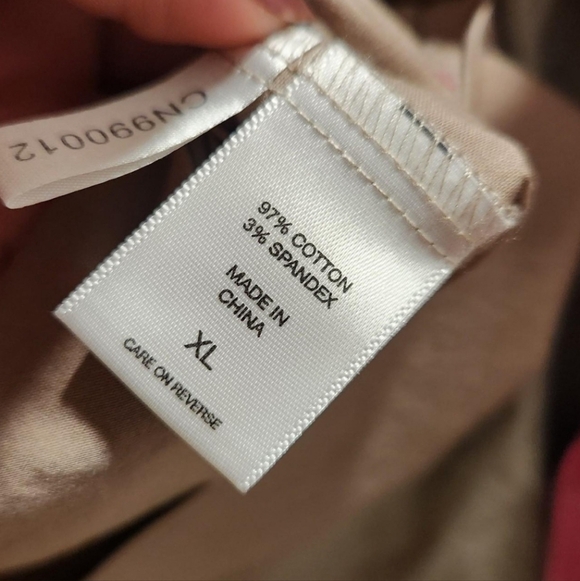 CN990012
97% COTTON
3% SPANDEX
MADE IN
CHINA
XL
CARE ON REVERSE